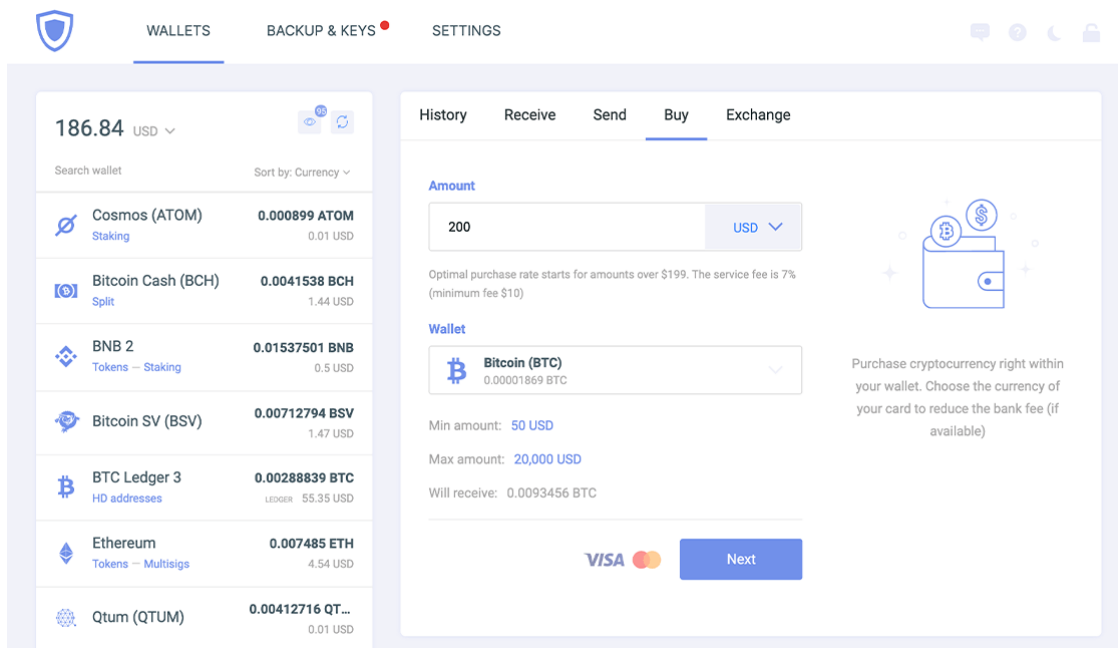 WALLETS
BACKUP & KEYS
SETTINGS
186.84 USD
95
Search wallet
Sort by: Currency
Cosmos (ATOM)
0.000899 ATOM
Staking
0.01 USD
Bitcoin Cash (BCH)
0.0041538 BCH
Split
1.44 USD
BNB 2
0.01537501 BNB
Tokens — Staking
0.5 USD
Bitcoin SV (BSV)
0.00712794 BSV
1.47 USD
BTC Ledger 3
0.00288839 BTC
HD addresses
LEDGER 55.35 USD
Ethereum
0.007485 ETH
Tokens — Multisigs
4.54 USD
Qtum (QTUM)
0.00412716 QT...
0.01 USD
History
Receive
Send
Buy
Exchange
Amount
200
USD
Optimal purchase rate starts for amounts over $199. The service fee is 7%
(minimum fee $10)
Wallet
Bitcoin (BTC)
0.00001869 BTC
Min amount: 50 USD
Max amount: 20,000 USD
Will receive: 0.0093456 BTC
VISA
Next
Purchase cryptocurrency right within
your wallet. Choose the currency of
your card to reduce the bank fee (if
available)